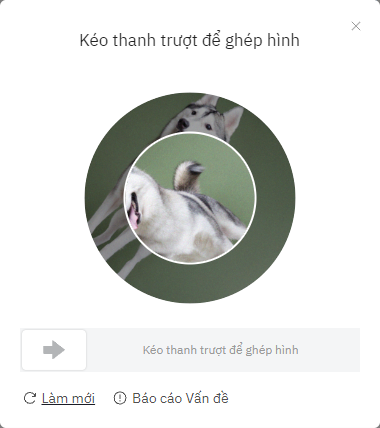 Kéo thanh trượt để ghép hình
Kéo thanh trượt để ghép hình
Làm mới
Báo cáo Vấn đề